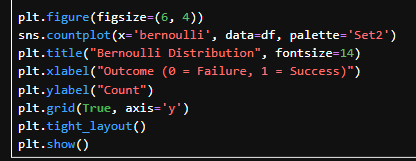 plt.figure(figsize=(6, 4))
sns.countplot(x='bernoulli', data=df, palette='Set2')
plt.title("Bernoulli Distribution", fontsize=14)
plt.xlabel("Outcome (0 = Failure, 1 = Success)")
plt.ylabel("Count")
plt.grid(True, axis='y')
plt.tight_layout()
plt.show()